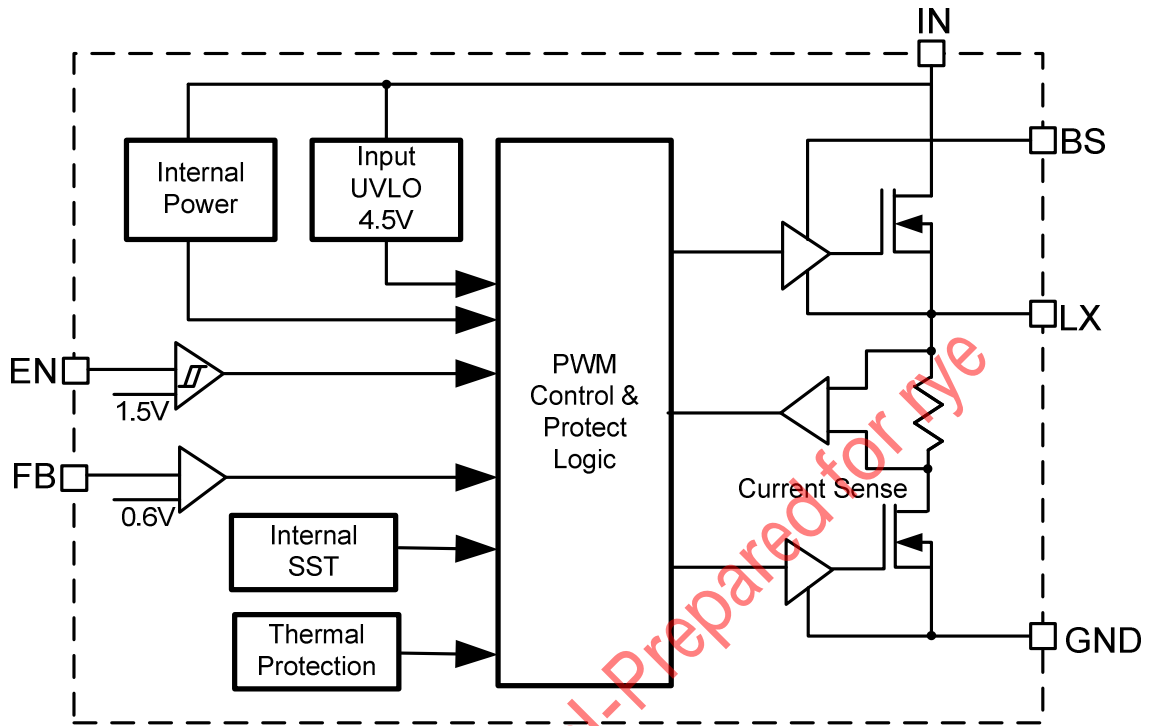 IN
BS
Internal
Power
Input
UVLO
4.5V
LX
EN
1.5V
PWM
Control &
Protect
Logic
FB
0.6V
Current Sense
Internal
SST
Thermal
Protection
GND
-Prepared for rye